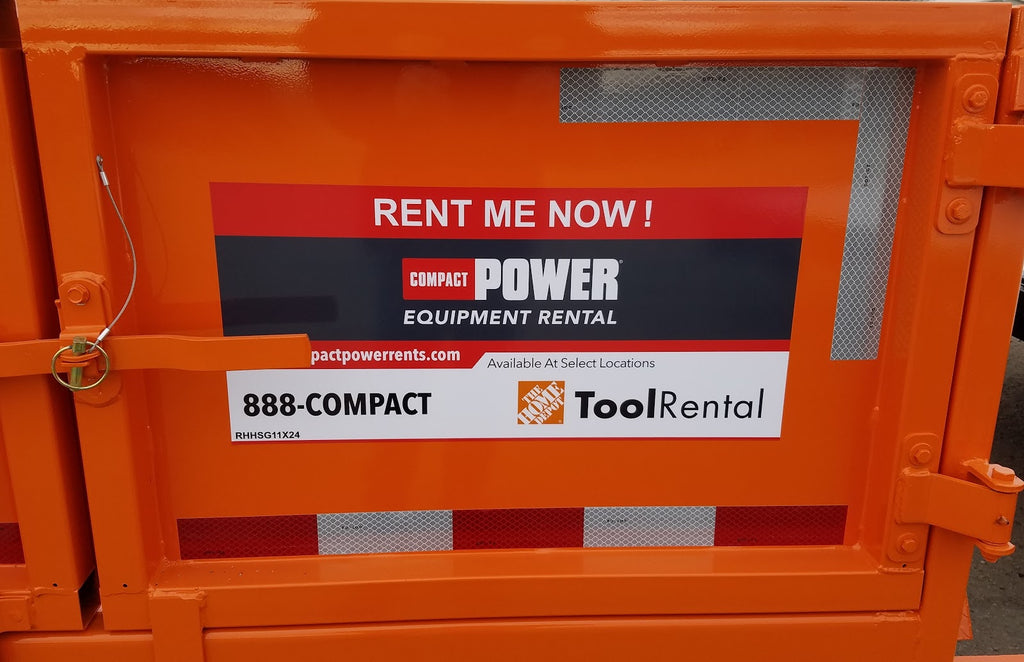 RENT ME NOW !
COMPACT POWER®
EQUIPMENT RENTAL
pactpowerrents.com
Available At Select Locations
888-COMPACT
THE HOME DEPOT
ToolRental
RHHSG11X24